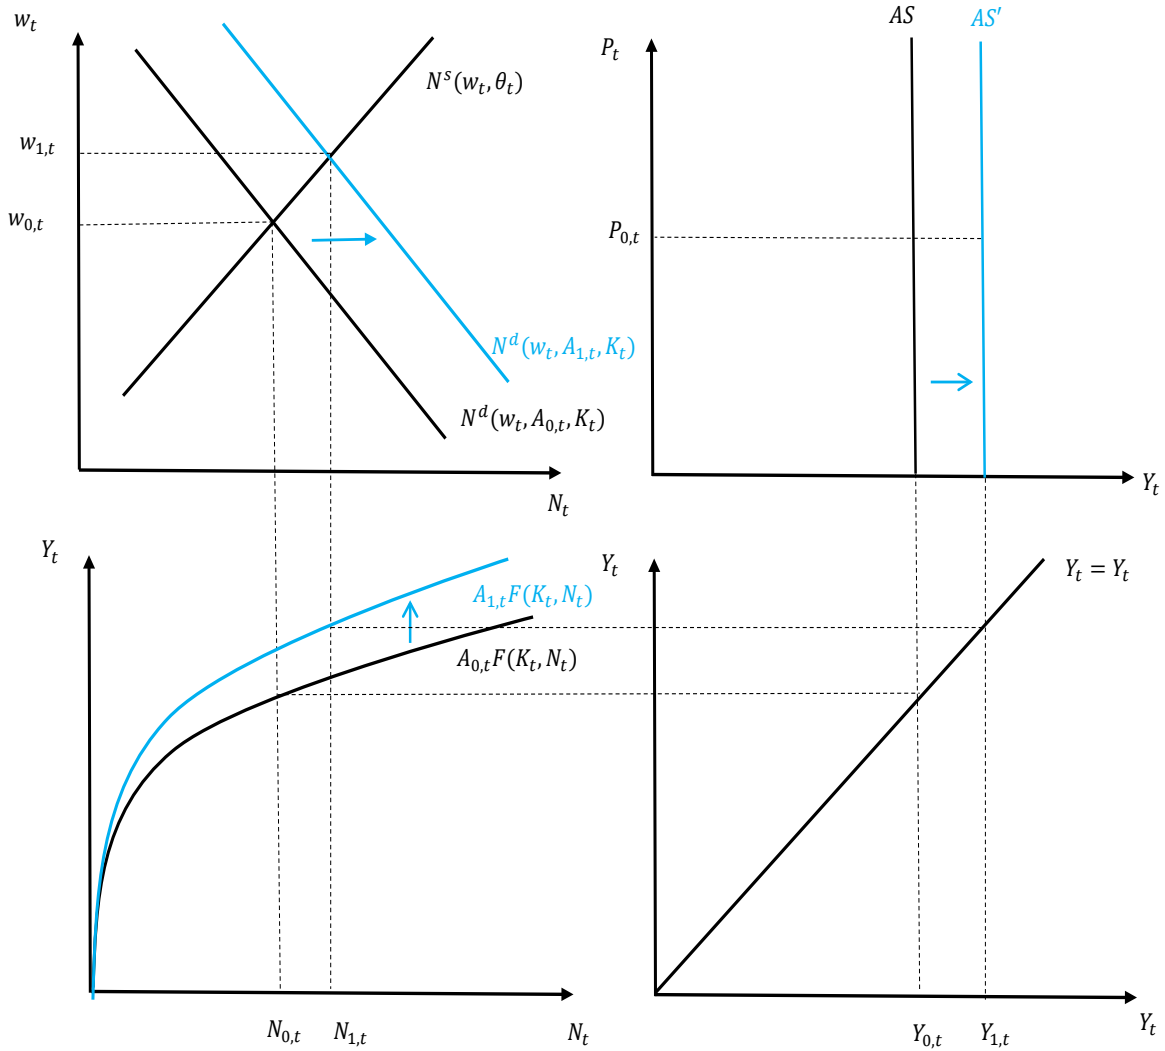 w_t
N^s(w_t, θ_t)
w_{1,t}
w_{0,t}
N^d(w_t, A_{1,t}, K_t)
N^d(w_t, A_{0,t}, K_t)
N_t
AS
AS′
P_t
P_{0,t}
Y_t
Y_t
A_{1,t}F(K_t, N_t)
A_{0,t}F(K_t, N_t)
N_{0,t}
N_{1,t}
N_t
Y_t
Y_t = Y_t
Y_{0,t}
Y_{1,t}
Y_t